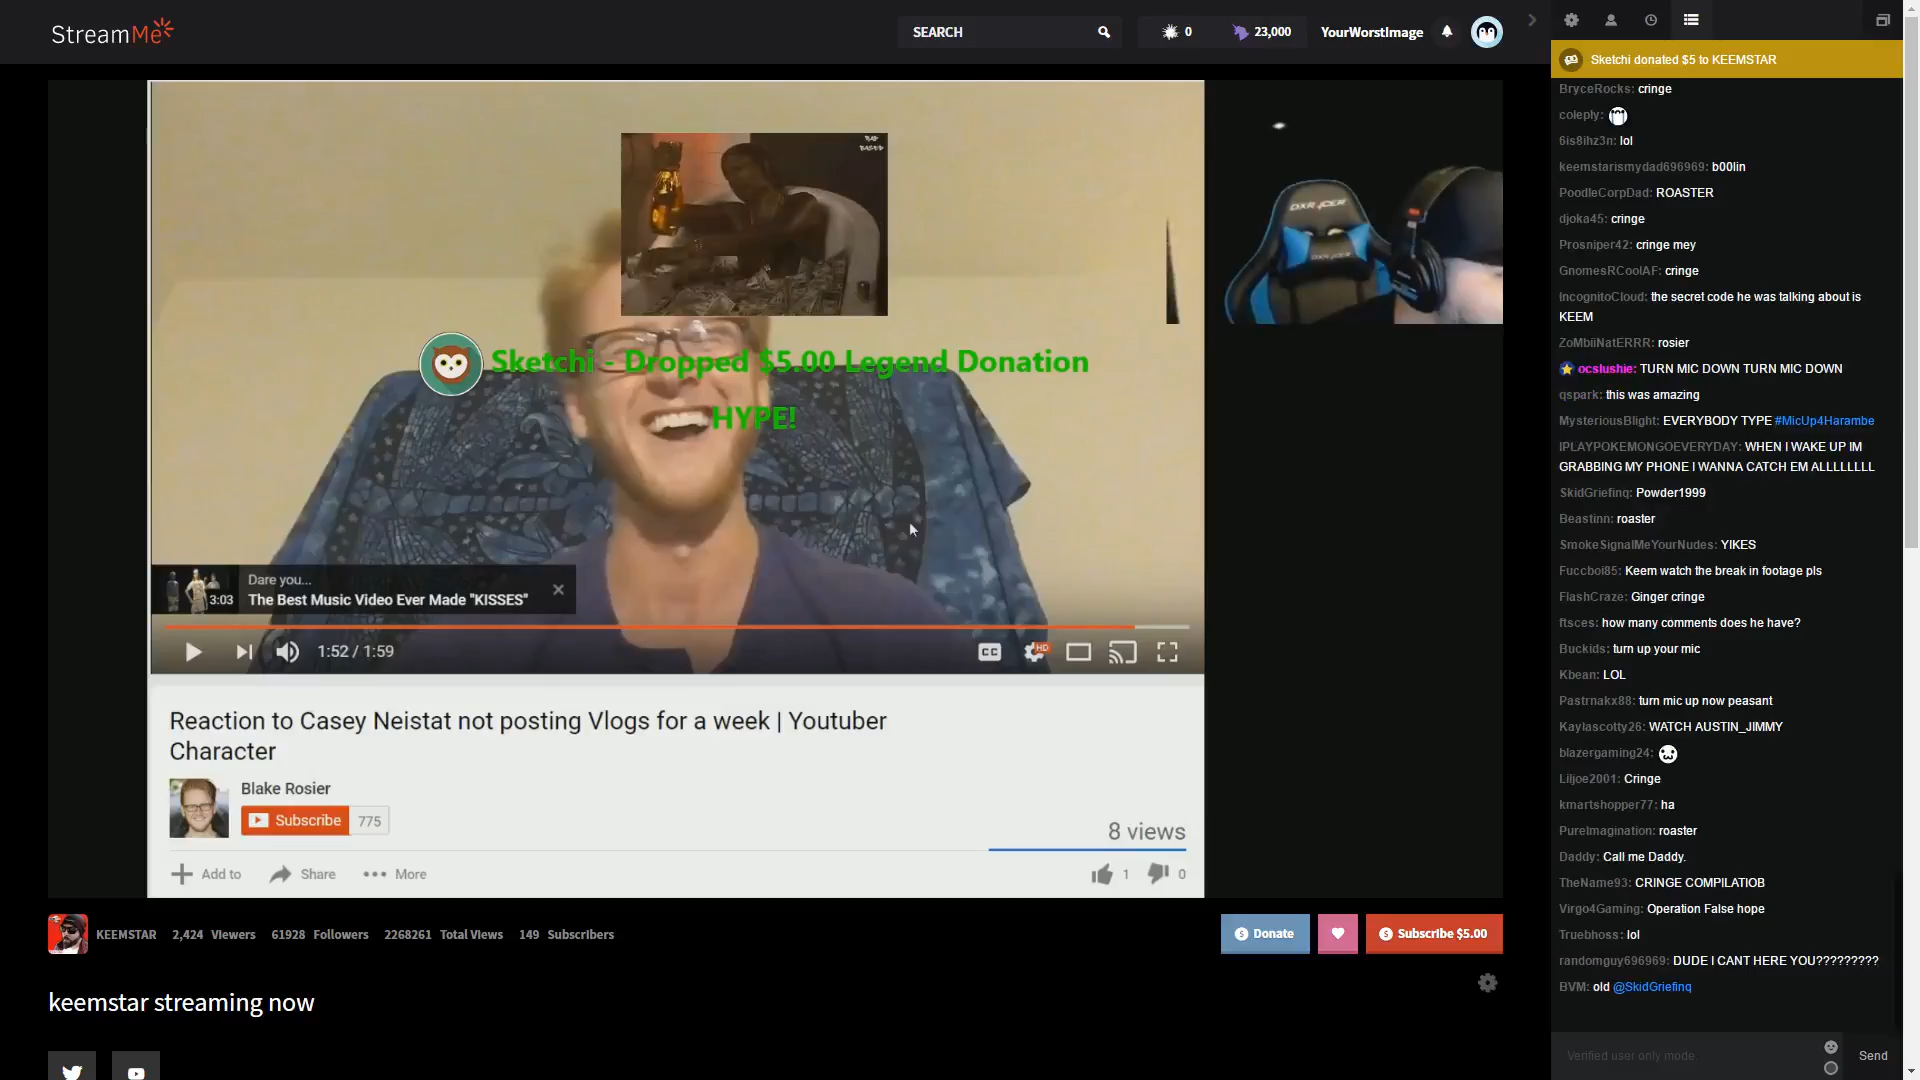 StreamMe
SEARCH
0
23,000
YourWorstImage
RAP
BASED
DXRACER
DXRACER
Sketchi - Dropped $5.00 Legend Donation
HYPE!
Dare you...
3:03
The Best Music Video Ever Made "KISSES"
1:52 / 1:59
CC
HD
Reaction to Casey Neistat not posting Vlogs for a week | Youtuber
Character
Blake Rosier
Subscribe 775
8 views
Add to
Share
More
1
0
KEEMSTAR
2,424 Viewers
61928 Followers
2268261 Total Views
149 Subscribers
Donate
Subscribe $5.00
keemstar streaming now
Sketchi donated $5 to KEEMSTAR
BryceRocks: cringe
coleply:
6is8ihz3n: lol
keemstarismydad696969: b00lin
PoodleCorpDad: ROASTER
djoka45: cringe
Prosniper42: cringe mey
GnomesRCoolAF: cringe
IncognitoCloud: the secret code he was talking about is
KEEM
ZoMbiiNatERRR: rosier
ocslushie: TURN MIC DOWN TURN MIC DOWN
qspark: this was amazing
MysteriousBlight: EVERYBODY TYPE #MicUp4Harambe
IPLAYPOKEMONGOEVERYDAY: WHEN I WAKE UP IM
GRABBING MY PHONE I WANNA CATCH EM ALLLLLLLL
SkidGriefinq: Powder1999
Beastinn: roaster
SmokeSignalMeYourNudes: YIKES
Fuccboi85: Keem watch the break in footage pls
FlashCraze: Ginger cringe
ftsces: how many comments does he have?
Buckids: turn up your mic
Kbean: LOL
Pastrnakx88: turn mic up now peasant
Kaylascotty26: WATCH AUSTIN_JIMMY
blazergaming24:
Liljoe2001: Cringe
kmartshopper77: ha
PureImagination: roaster
Daddy: Call me Daddy.
TheName93: CRINGE COMPILATIOB
Virgo4Gaming: Operation False hope
Truebhoss: lol
randomguy696969: DUDE I CANT HERE YOU?????????
BVM: old @SkidGriefinq
Verified user only mode
Send